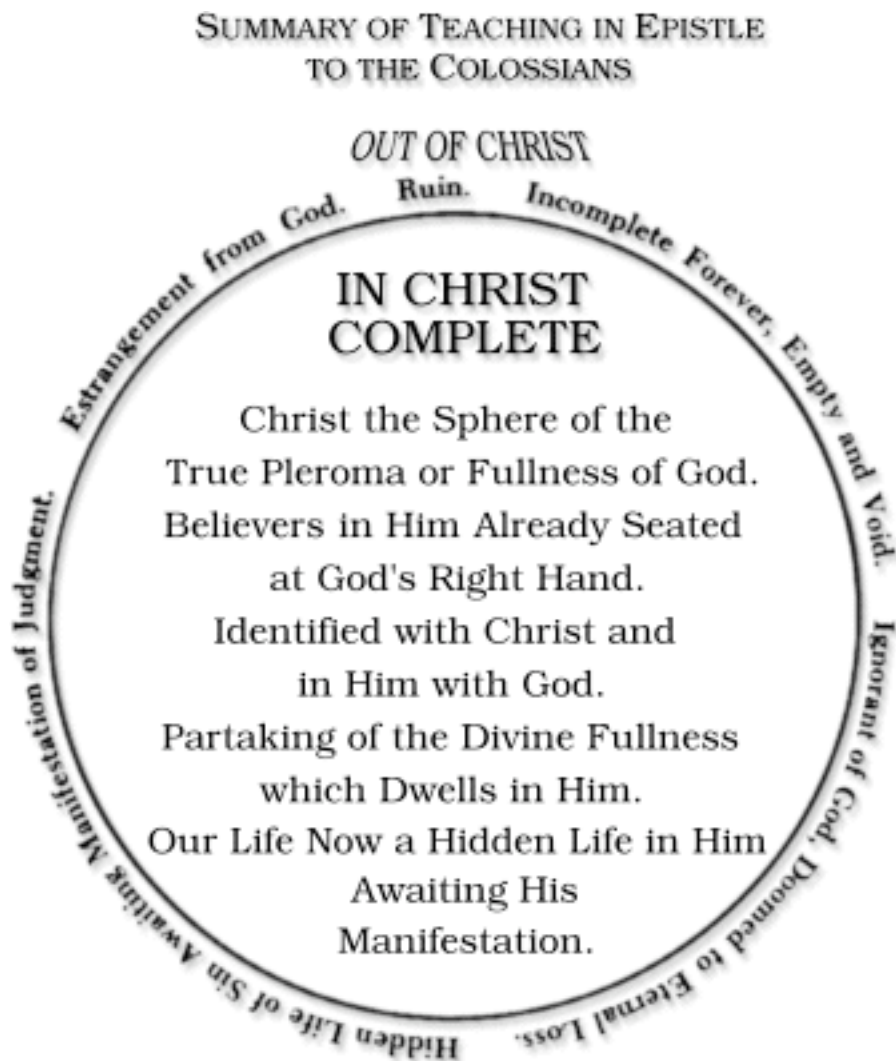 SUMMARY OF TEACHING IN EPISTLE
TO THE COLOSSIANS
OUT OF CHRIST
Ruin.
Incomplete Forever, Empty and Void.
Ignorant of God, Doomed to Eternal Loss.
Hidden Life of Sin Awaiting Manifestation of Judgment.
Estrangement from God.
IN CHRIST
COMPLETE
Christ the Sphere of the
True Pleroma or Fullness of God.
Believers in Him Already Seated
at God's Right Hand.
Identified with Christ and
in Him with God.
Partaking of the Divine Fullness
which Dwells in Him.
Our Life Now a Hidden Life in Him
Awaiting His
Manifestation.